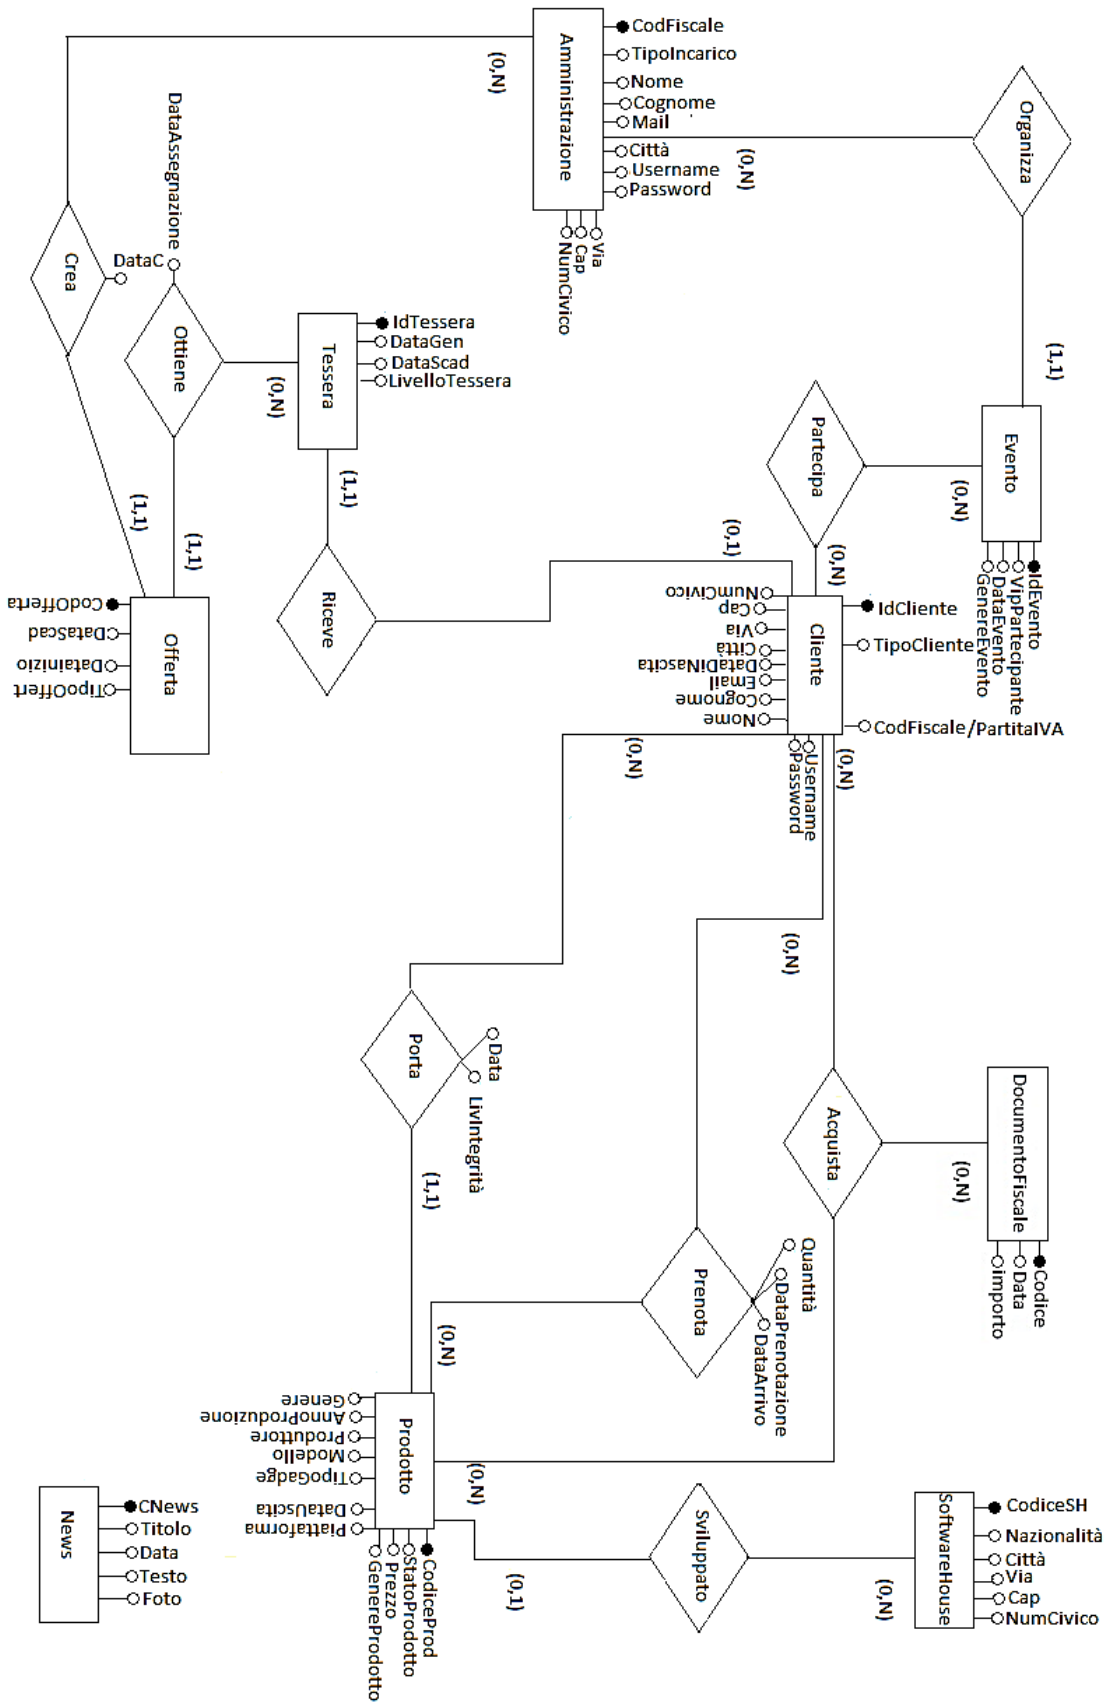 CodFiscale
TipoIncarico
Nome
Cognome
Mail
Città
Username
Password
Via
Cap
NumCivico
Amministrazione
(0,N)
(0,N)
Organizza
(1,1)
DataAssegnazione
DataC
Crea
Ottiene
(0,N)
Tessera
IdTessera
DataGen
DataScad
LivelloTessera
(1,1)
(1,1)
(1,1)
Riceve
(0,1)
Partecipa
(0,N)
(0,N)
Evento
IdEvento
VipPartecipante
DataEvento
GenereEvento
Offerta
CodOfferta
DataScad
Datainizio
TipoOffert
Cliente
IdCliente
TipoCliente
CodFiscale/PartitaIVA
NumCivico
Cap
Via
Città
DataDiNascita
Email
Cognome
Nome
Username
Password
(0,N)
(0,N)
(0,N)
Porta
Data
LivIntegrità
(1,1)
Acquista
(0,N)
DocumentoFiscale
Codice
Data
importo
Prenota
Quantità
DataPrenotazione
DataArrivo
(0,N)
Prodotto
Genere
AnnoProduzione
Produttore
Modello
TipoGadge
DataUscita
Piattaforma
CodiceProd
StatoProdotto
Prezzo
GenereProdotto
(0,N)
(0,1)
Sviluppato
(0,N)
SoftwareHouse
CodiceSH
Nazionalità
Città
Via
Cap
NumCivico
News
CNews
Titolo
Data
Testo
Foto